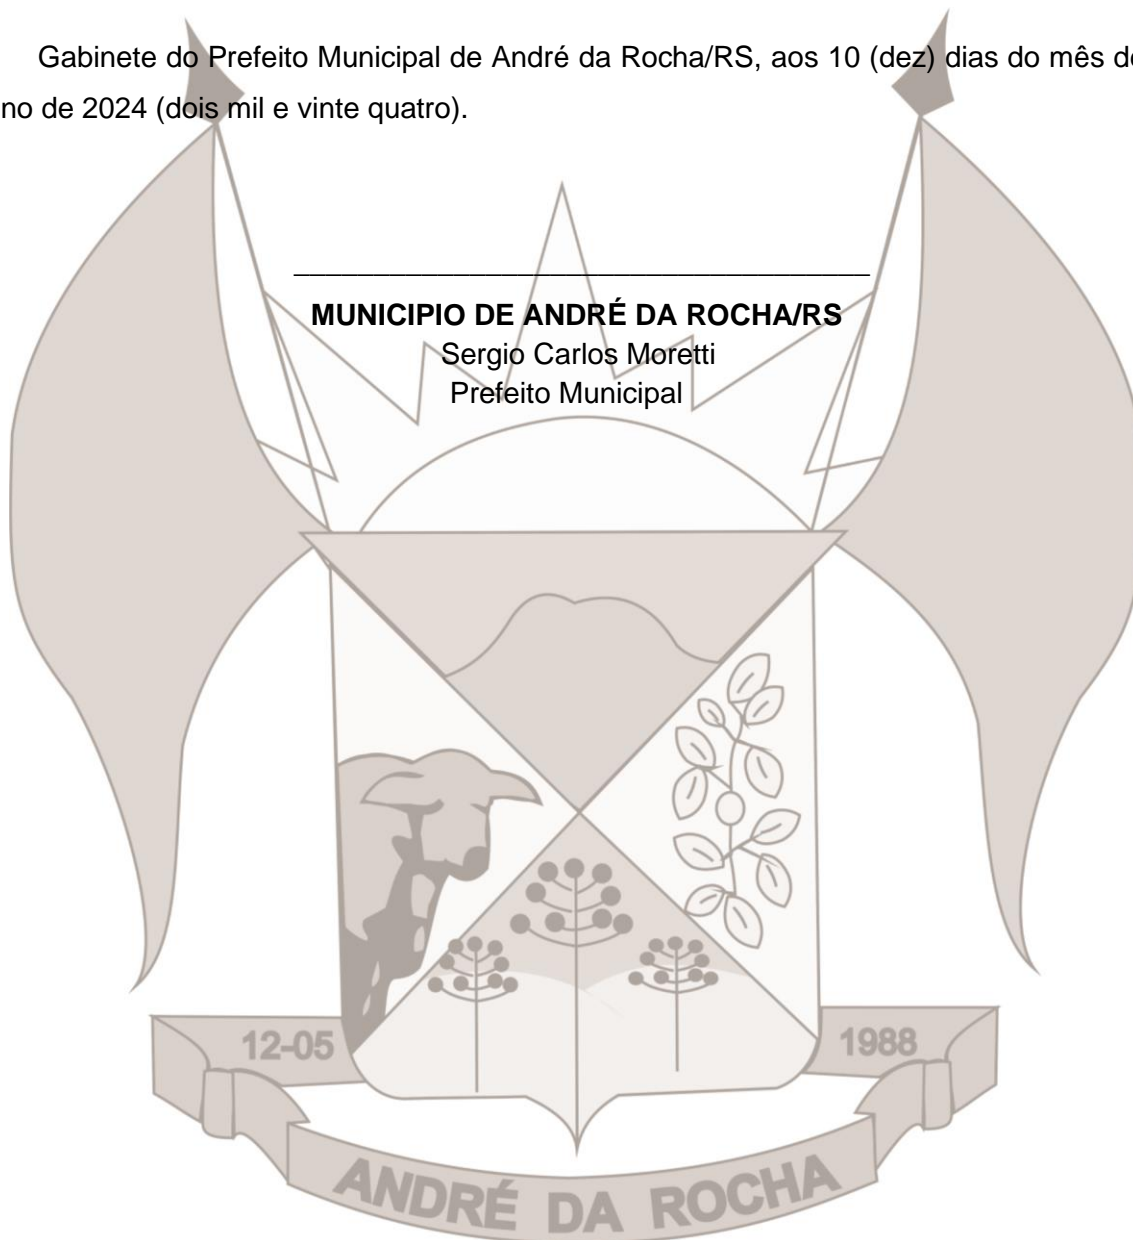 Gabinete do Prefeito Municipal de André da Rocha/RS, aos 10 (dez) dias do mês de
no de 2024 (dois mil e vinte quatro).
MUNICIPIO DE ANDRÉ DA ROCHA/RS
Sergio Carlos Moretti
Prefeito Municipal
12-05
1988
ANDRÉ DA ROCHA